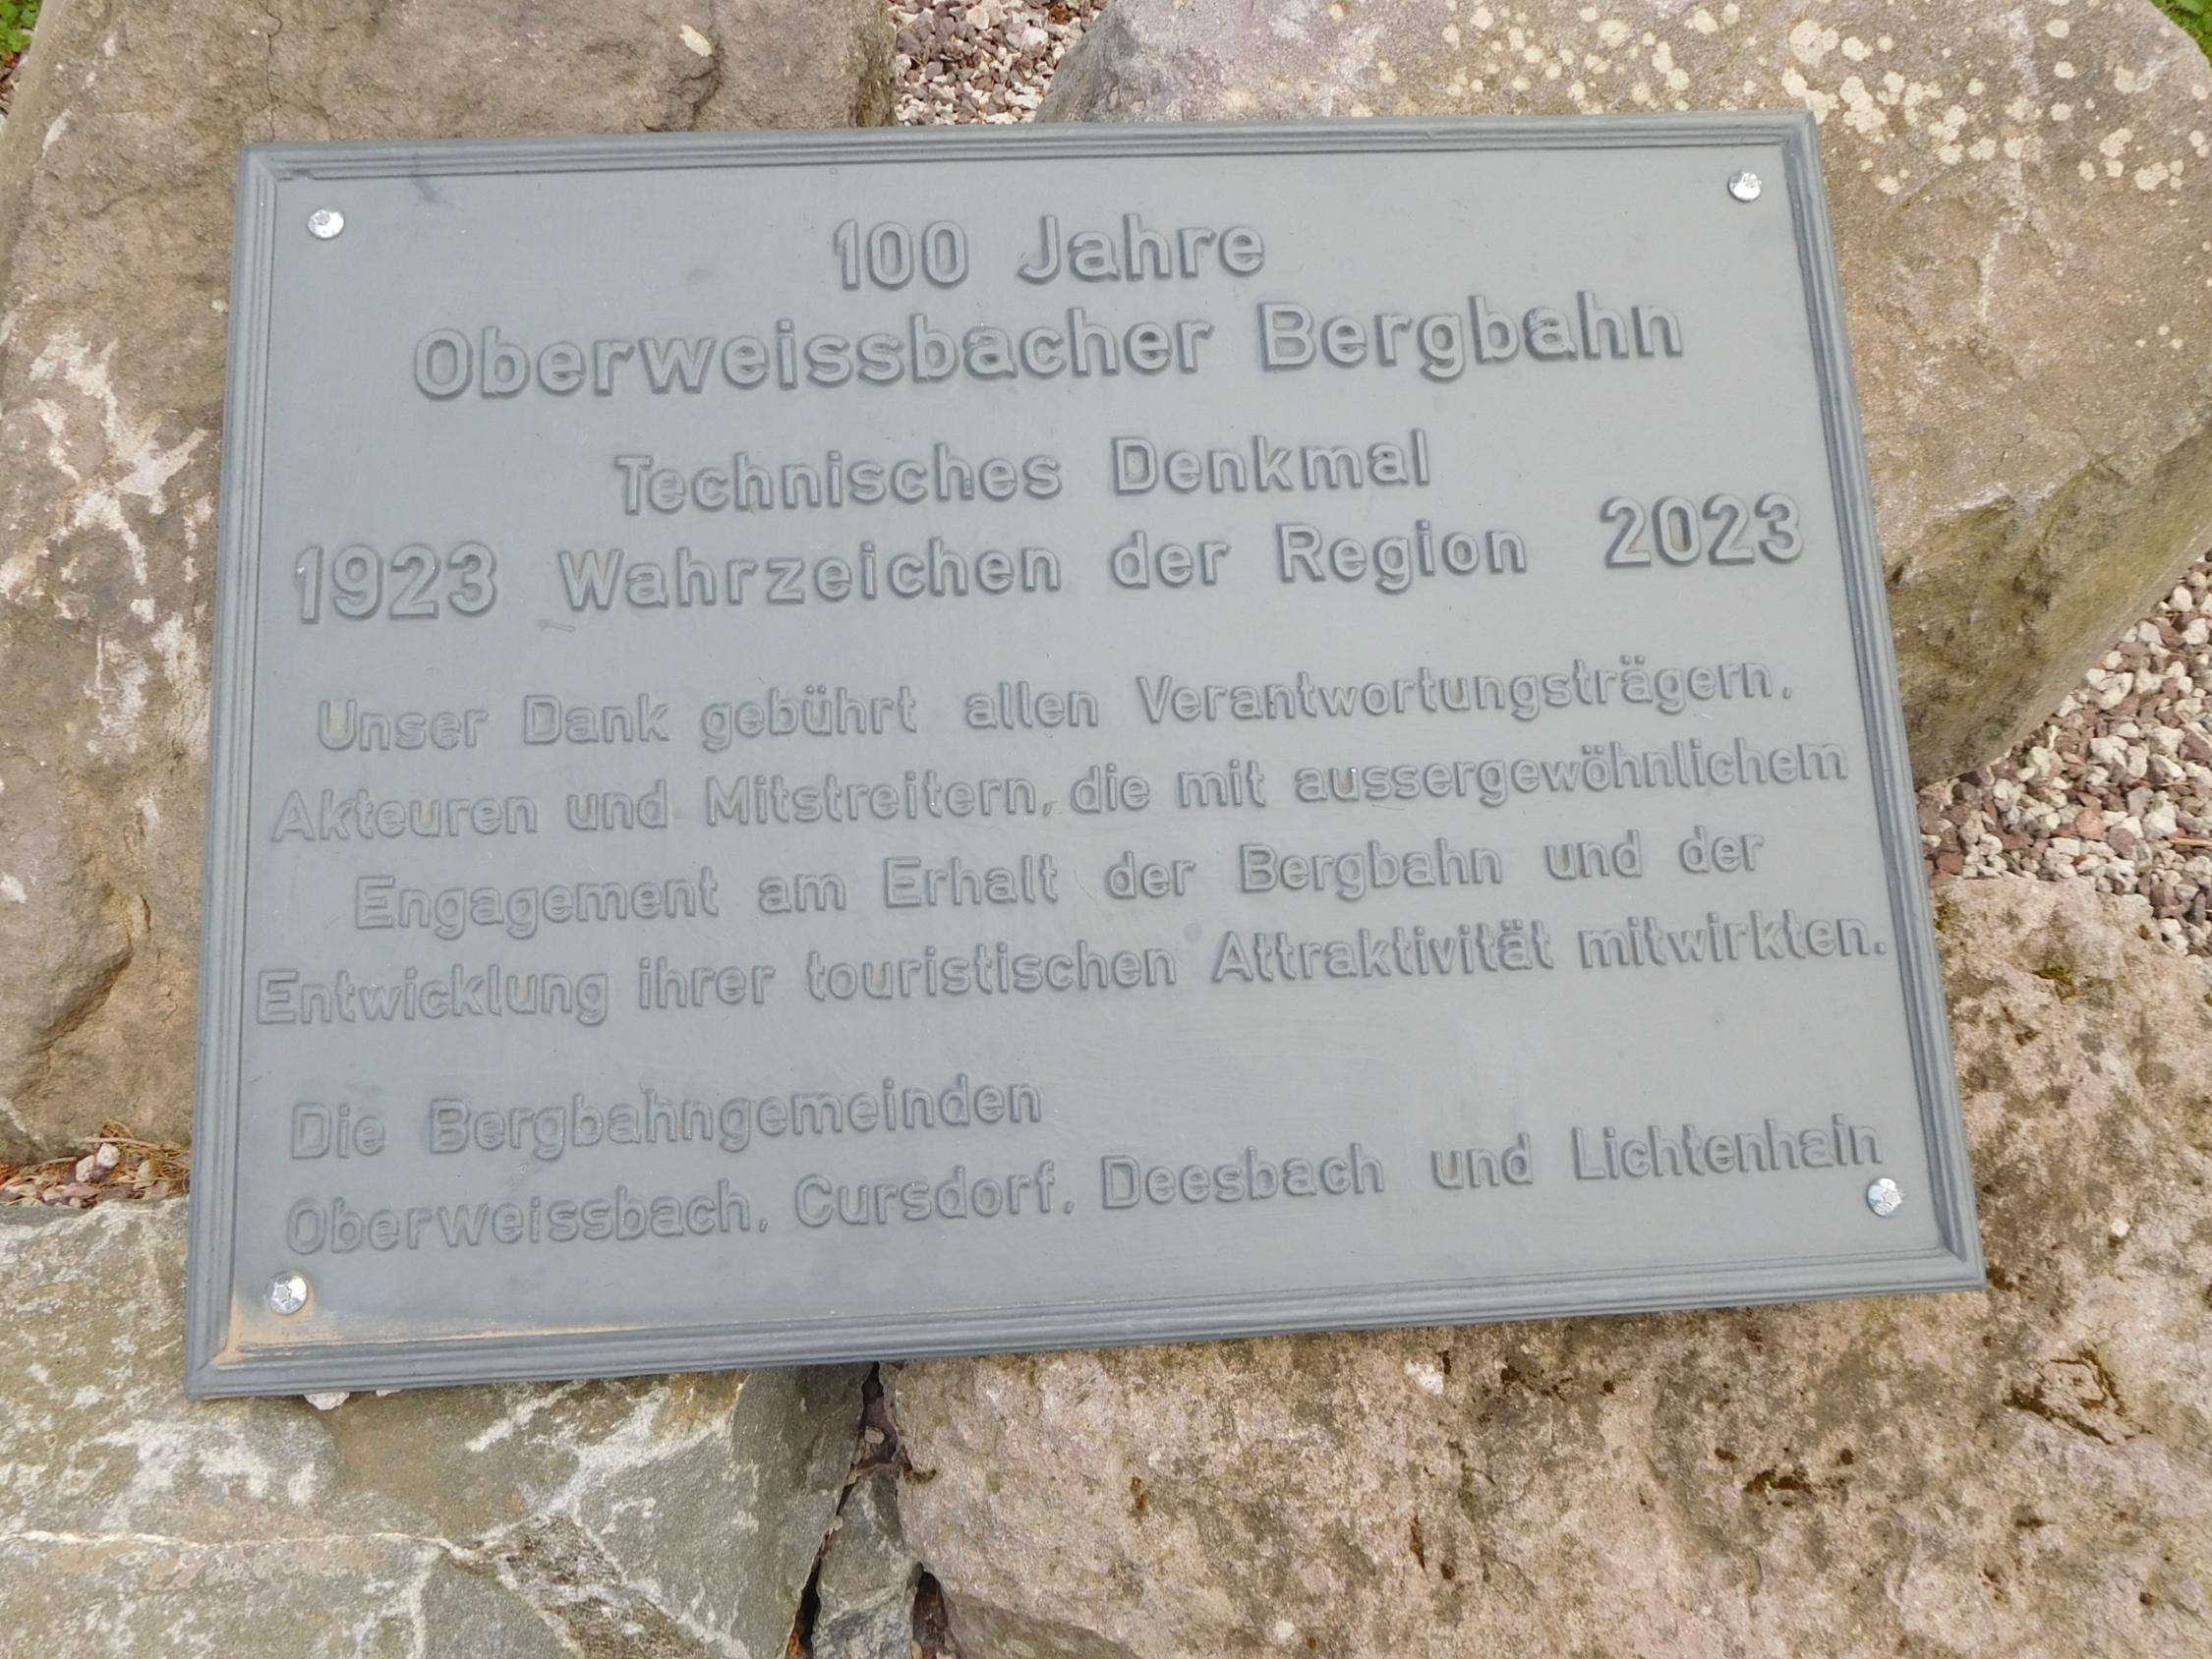 100 Jahre
Oberweissbacher Bergbahn
Technisches Denkmal
1923 Wahrzeichen der Region 2023
Unser Dank gebührt allen Verantwortungsträgern,
Akteuren und Mitstreitern, die mit aussergewöhnlichem
Engagement am Erhalt der Bergbahn und der
Entwicklung ihrer touristischen Attraktivität mitwirkten.
Die Bergbahngemeinden
Oberweissbach, Cursdorf, Deesbach und Lichtenhain